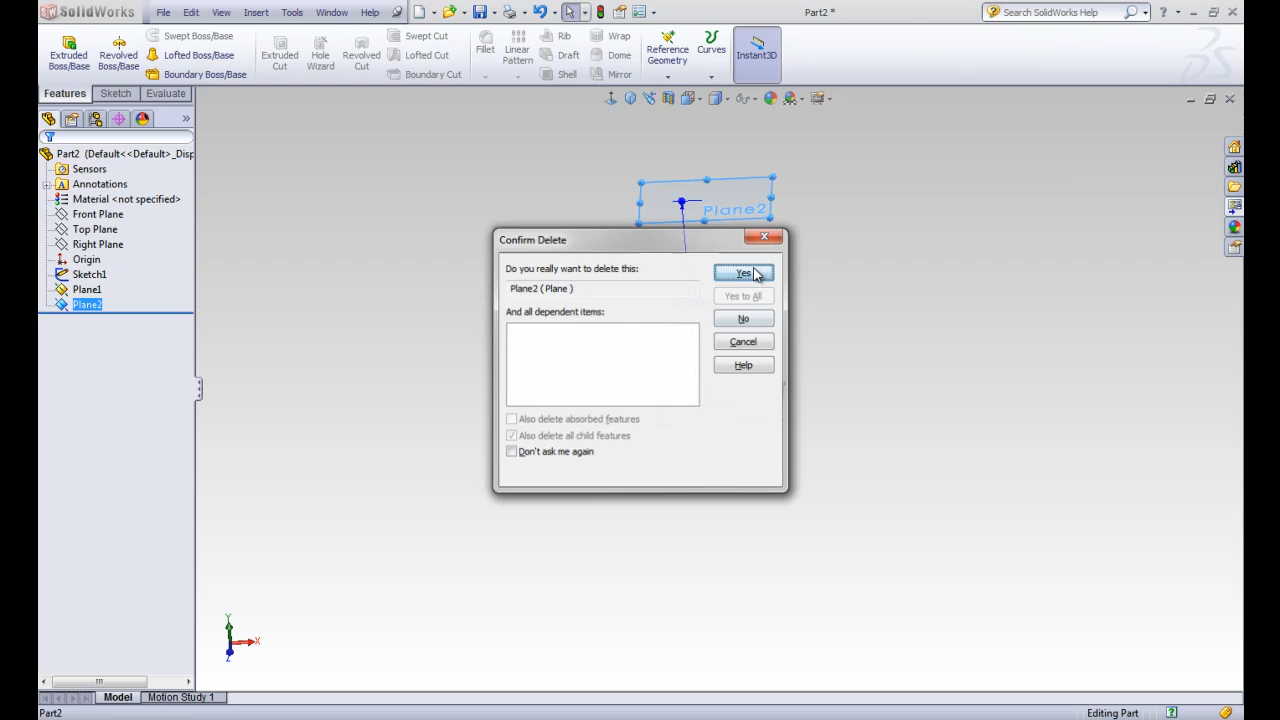 SolidWorks File Edit View Insert Tools Window Help Part2 * Search SolidWorks Help
Extruded Boss/Base
Revolved Boss/Base
Swept Boss/Base
Lofted Boss/Base
Boundary Boss/Base
Extruded Cut
Hole Wizard
Revolved Cut
Swept Cut
Lofted Cut
Boundary Cut
Fillet
Linear Pattern
Rib
Draft
Shell
Wrap
Dome
Mirror
Reference Geometry
Curves
Instant3D
Features Sketch Evaluate
Part2 (Default<<Default>_Disp
Sensors
Annotations
Material <not specified>
Front Plane
Top Plane
Right Plane
Origin
Sketch1
Plane1
Plane2
Plane2
Confirm Delete
Do you really want to delete this:
Plane2 ( Plane )
And all dependent items:
Yes
Yes to All
No
Cancel
Help
Also delete absorbed features
Also delete all child features
Don't ask me again
Y
X
Z
Model Motion Study 1
Part2 Editing Part